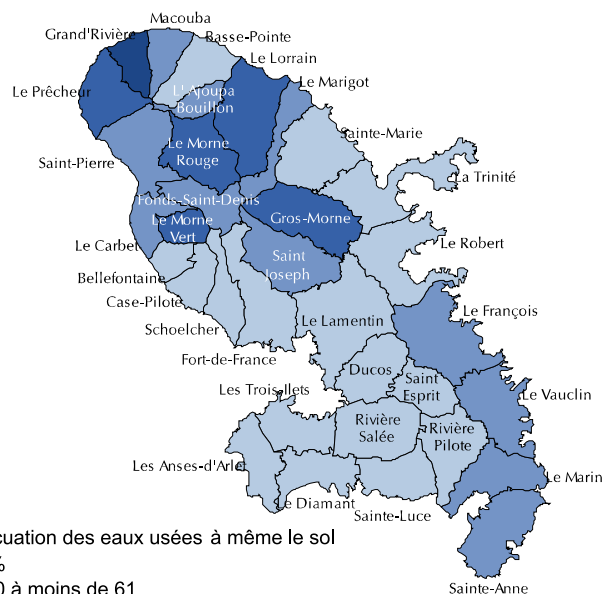 Macouba
Grand'Rivière
Basse-Pointe
Le Lorrain
Le Prêcheur
L' Ajoupa
Bouillon
Le Marigot
Sainte-Marie
Le Morne
Rouge
Saint-Pierre
La Trinité
Fonds-Saint-Denis
Le Morne
Vert
Gros-Morne
Le Carbet
Le Robert
Saint
Joseph
Bellefontaine
Case-Pilote
Le François
Schoelcher
Le Lamentin
Fort-de-France
Ducos
Saint
Esprit
Les Trois-Ilets
Le Vauclin
Rivière
Salée
Rivière
Pilote
Les Anses-d'Arlet
Le Marin
Le Diamant
Sainte-Luce
cuation des eaux usées à même le sol
%
0 à moins de 61
Sainte-Anne